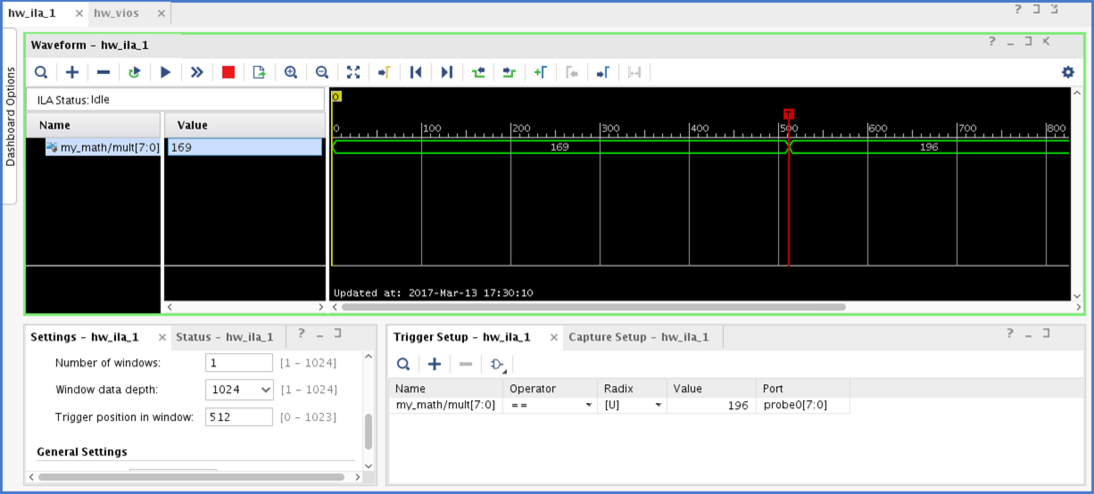 hw_ila_1 × hw_vios ×
Dashboard Options
Waveform - hw_ila_1
ILA Status: Idle
Name Value
my_math/mult[7:0] 169
0
T
0 100 200 300 400 500 600 700 800
169 196
Updated at: 2017-Mar-13 17:30:10
Settings - hw_ila_1 × Status - hw_ila_1
Number of windows: 1 [1 - 1024]
Window data depth: 1024 [1 - 1024]
Trigger position in window: 512 [0 - 1023]
General Settings
Trigger Setup - hw_ila_1 × Capture Setup - hw_ila_1
Name Operator Radix Value Port
my_math/mult[7:0] == [U] 196 probe0[7:0]